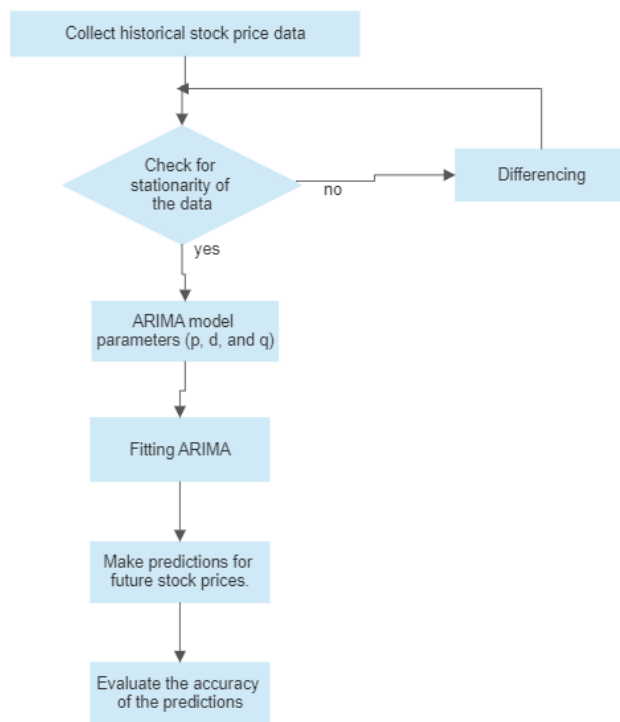 Collect historical stock price data
Check for
stationarity of
the data
no
Differencing
yes
ARIMA model
parameters (p, d, and q)
Fitting ARIMA
Make predictions for
future stock prices.
Evaluate the accuracy
of the predictions